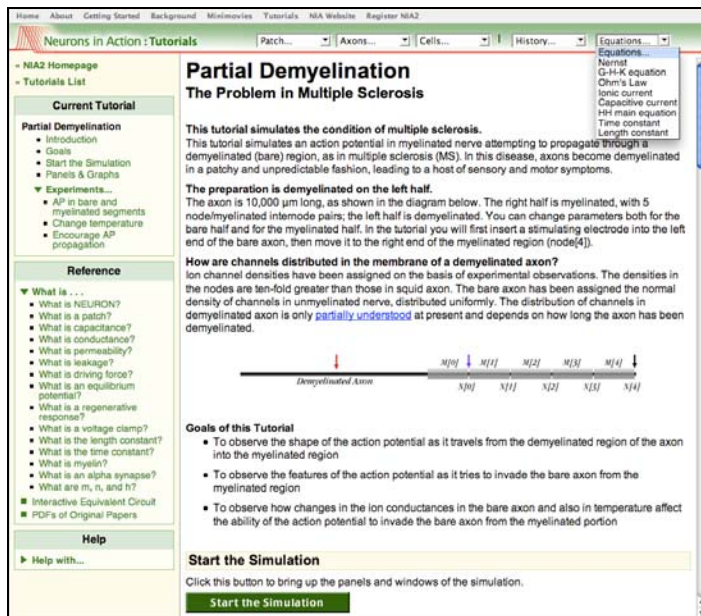 Home About Getting Started Background Minimovies Tutorials NIA Website Register NIA2
Neurons in Action : Tutorials
Patch... Axons... Cells... History... Equations...
Equations...
Nernst
G-H-K equation
Ohm's Law
Ionic current
Capacitive current
HH main equation
Time constant
Length constant
« NIA2 Homepage
« Tutorials List
Current Tutorial
Partial Demyelination
Introduction
Goals
Start the Simulation
Panels & Graphs
Experiments...
AP in bare and
myelinated segments
Change temperature
Encourage AP
propagation
Reference
What is . . .
What is NEURON?
What is a patch?
What is capacitance?
What is conductance?
What is permeability?
What is leakage?
What is driving force?
What is an equilibrium
potential?
What is a regenerative
response?
What is a voltage clamp?
What is the length constant?
What is the time constant?
What is myelin?
What is an alpha synapse?
What are m, n, and h?
Interactive Equivalent Circuit
PDFs of Original Papers
Help
Help with...
Partial Demyelination
The Problem in Multiple Sclerosis
This tutorial simulates the condition of multiple sclerosis.
This tutorial simulates an action potential in myelinated nerve attempting to propagate through a
demyelinated (bare) region, as in multiple sclerosis (MS). In this disease, axons become demyelinated
in a patchy and unpredictable fashion, leading to a host of sensory and motor symptoms.
The preparation is demyelinated on the left half.
The axon is 10,000 µm long, as shown in the diagram below. The right half is myelinated, with 5
node/myelinated internode pairs; the left half is demyelinated. You can change parameters both for the
bare half and for the myelinated half. In the tutorial you will first insert a stimulating electrode into the left
end of the bare axon, then move it to the right end of the myelinated region (node[4]).
How are channels distributed in the membrane of a demyelinated axon?
Ion channel densities have been assigned on the basis of experimental observations. The densities in
the nodes are ten-fold greater than those in squid axon. The bare axon has been assigned the normal
density of channels in unmyelinated nerve, distributed uniformly. The distribution of channels in
demyelinated axon is only partially understood at present and depends on how long the axon has been
demyelinated.
M[0] M[1] M[2] M[3] M[4]
Demyelinated Axon X[0] X[1] X[2] X[3] X[4]
Goals of this Tutorial
To observe the shape of the action potential as it travels from the demyelinated region of the axon
into the myelinated region
To observe the features of the action potential as it tries to invade the bare axon from the
myelinated region
To observe how changes in the ion conductances in the bare axon and also in temperature affect
the ability of the action potential to invade the bare axon from the myelinated portion
Start the Simulation
Click this button to bring up the panels and windows of the simulation.
Start the Simulation